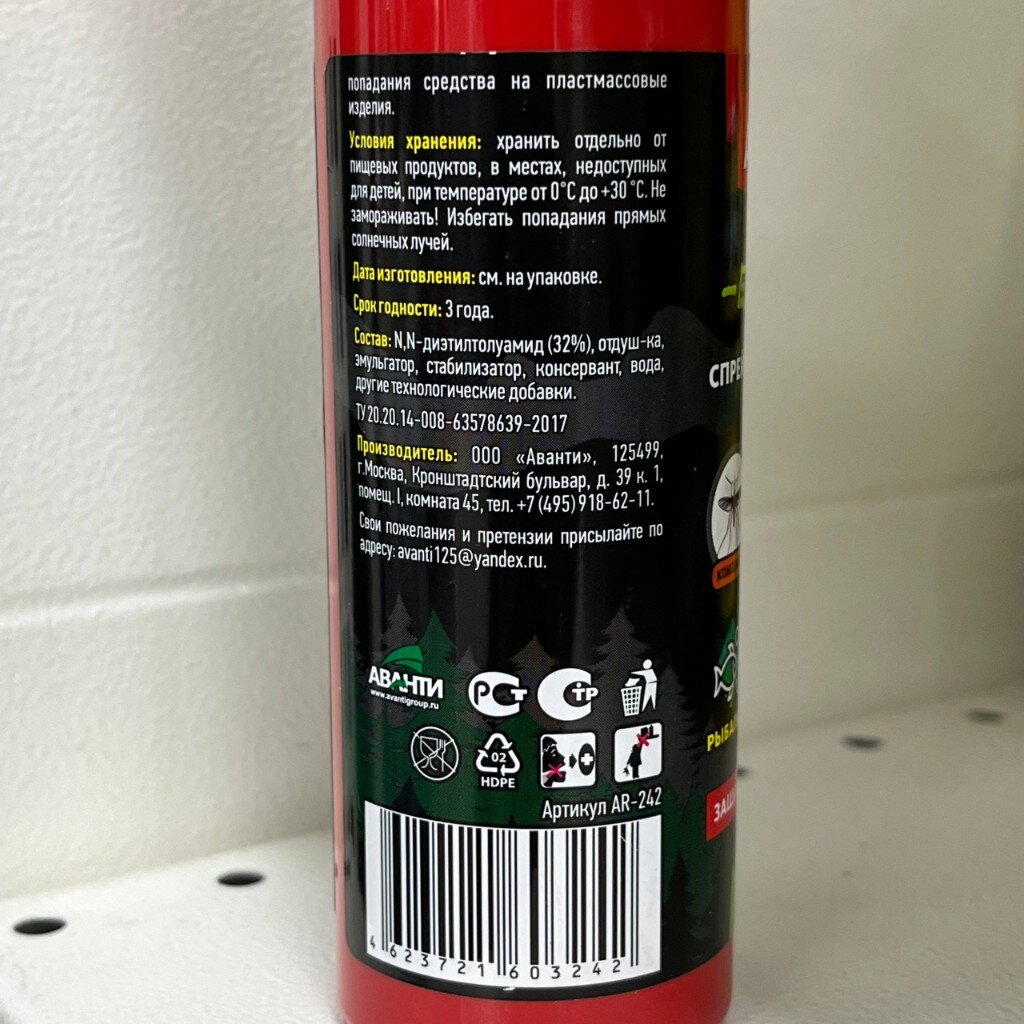 попадания средства на пластмассовые
изделия.
Условия хранения: хранить отдельно от
пищевых продуктов, в местах, недоступных
для детей, при температуре от 0°С до +30 °С. Не
замораживать! Избегать попадания прямых
солнечных лучей.
Дата изготовления: см. на упаковке.
Срок годности: 3 года.
Состав: N,N-диэтилтолуамид (32%), отдуш-ка,
эмульгатор, стабилизатор, консервант, вода,
другие технологические добавки.
ТУ 20.20.14-008-63578639-2017
Производитель: ООО «Аванти», 125499,
г.Москва, Кронштадтский бульвар, д. 39 к. 1,
помещ. I, комната 45, тел. +7 (495) 918-62-11.
Свои пожелания и претензии присылайте по
адресу: avanti125@yandex.ru.
АВАНТИ
www.avantigroup.ru
РСТ
СТР
02
HDPE
Артикул AR-242
4 623721 603242
СПРЕ